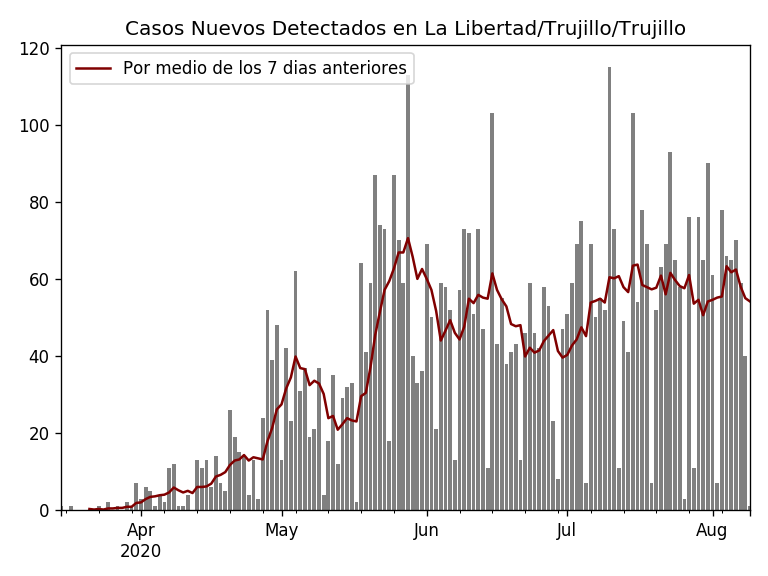 Casos Nuevos Detectados en La Libertad/Trujillo/Trujillo
Por medio de los 7 dias anteriores
120
100
80
60
40
20
0
Apr
May
Jun
Jul
Aug
2020